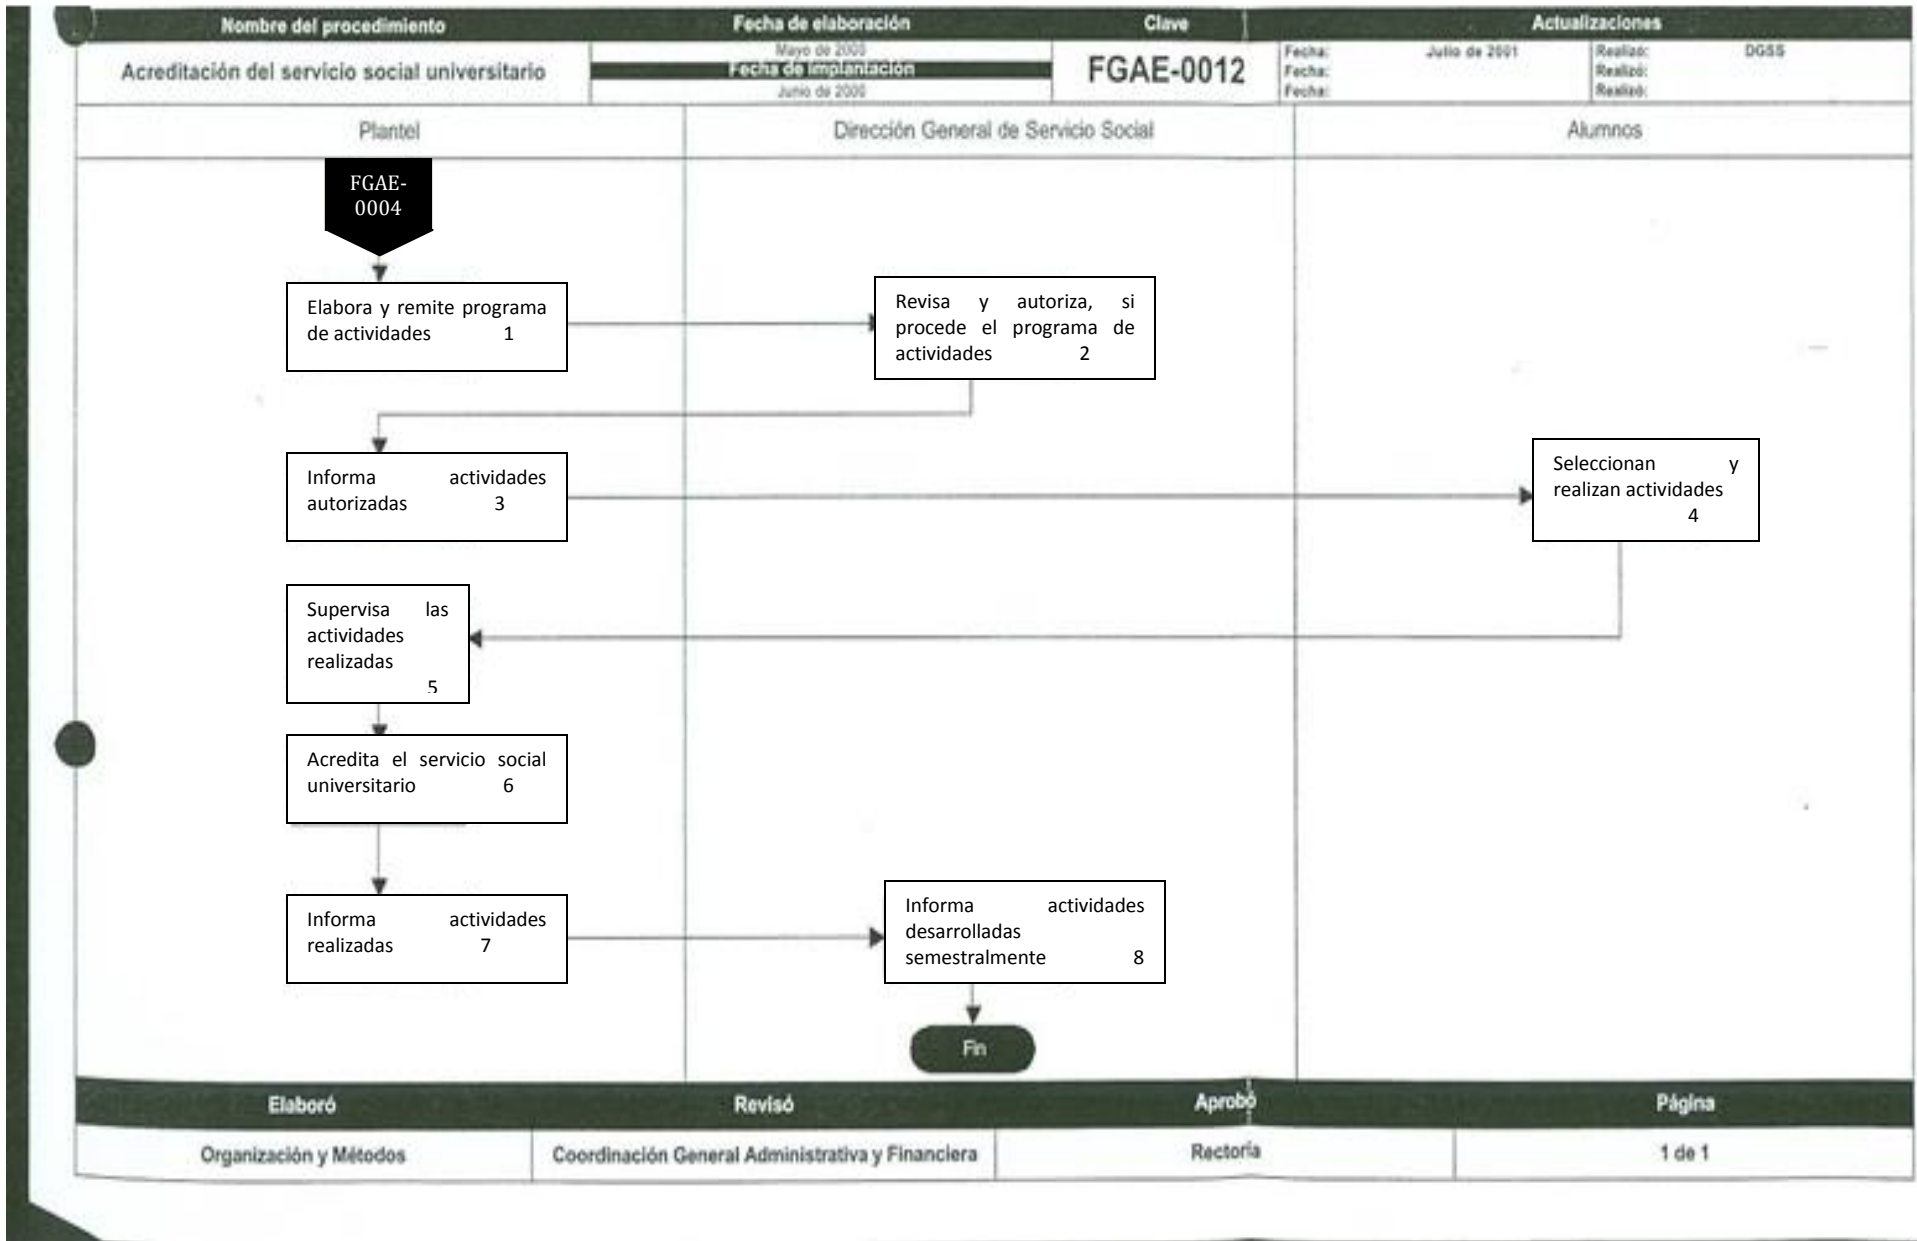 Nombre del procedimiento
Fecha de elaboración
Clave
Actualizaciones
Acreditación del servicio social universitario
Mayo de 2000
Fecha de implantación
Junio de 2000
FGAE-0012
Fecha: Julio de 2001 Realizó: DGSS
Fecha: Realizó:
Fecha: Realizó:
Plantel
Dirección General de Servicio Social
Alumnos
FGAE-
0004
Elabora y remite programa
de actividades 1
Revisa y autoriza, si
procede el programa de
actividades 2
Informa actividades
autorizadas 3
Seleccionan y
realizan actividades
4
Supervisa las
actividades
realizadas
5
Acredita el servicio social
universitario 6
Informa actividades
realizadas 7
Informa actividades
desarrolladas
semestralmente 8
Fin
Elaboró
Revisó
Aprobó
Página
Organización y Métodos
Coordinación General Administrativa y Financiera
Rectoría
1 de 1